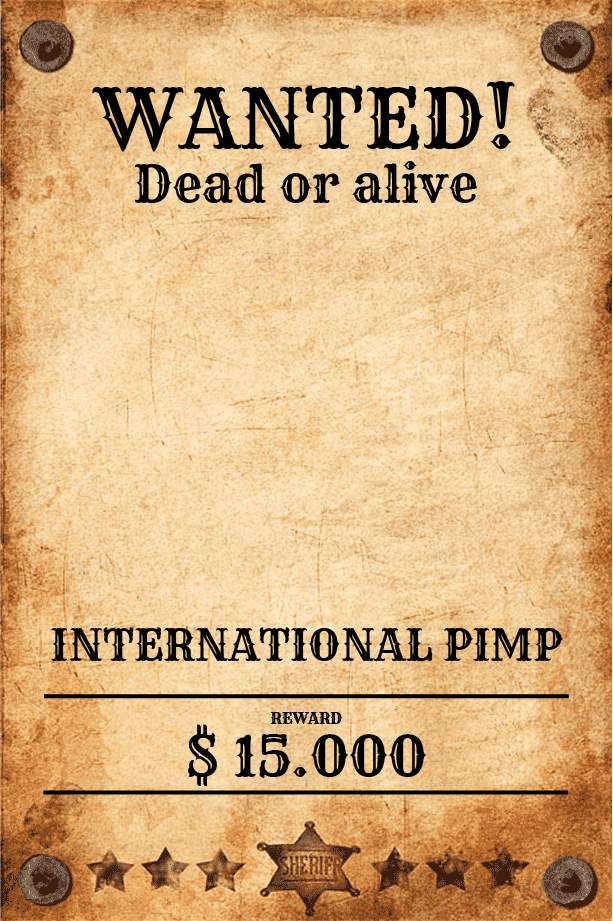 WANTED!
Dead or alive
INTERNATIONAL PIMP
REWARD
$ 15.000
SHERIFF